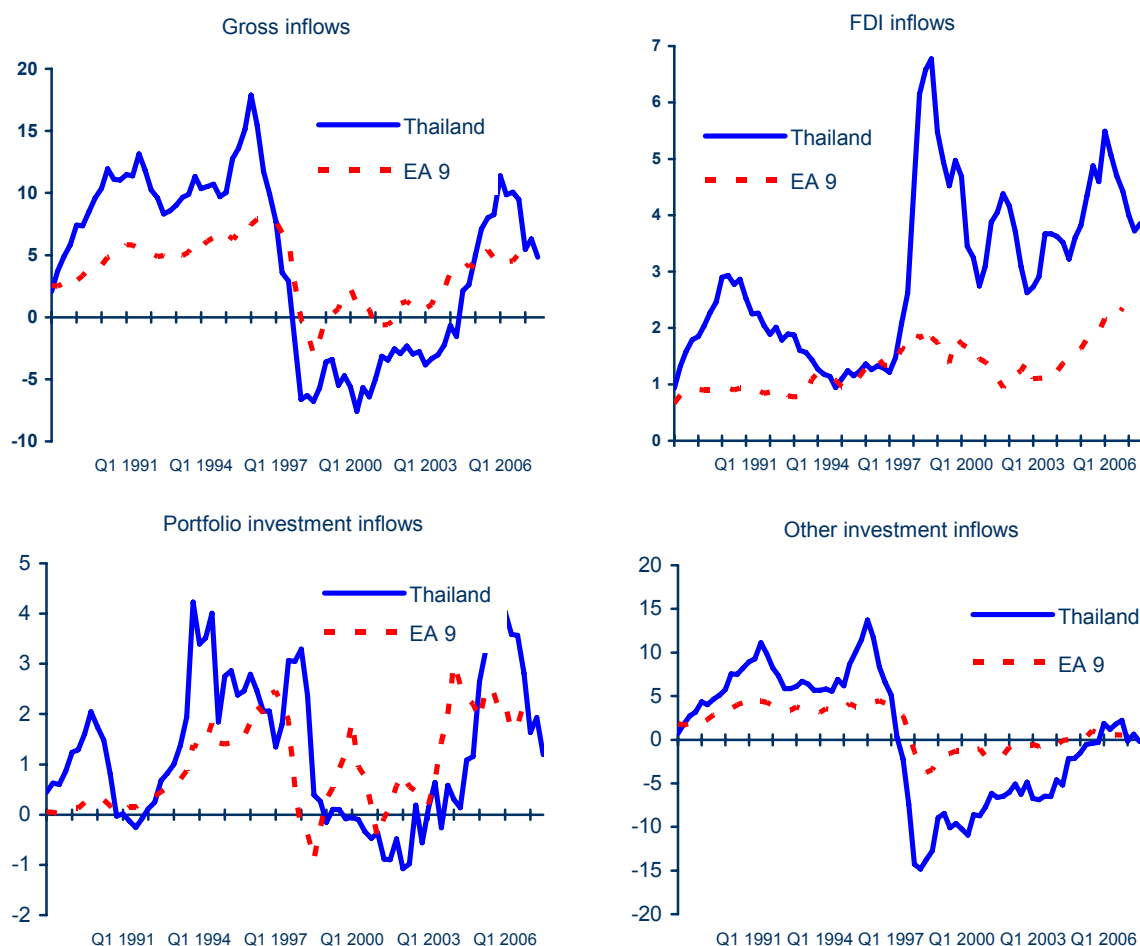 Gross inflows
20
15
10
5
0
-5
-10
Thailand
EA 9
Q1 1991 Q1 1994 Q1 1997 Q1 2000 Q1 2003 Q1 2006
FDI inflows
7
6
5
4
3
2
1
0
Thailand
EA 9
Q1 1991 Q1 1994 Q1 1997 Q1 2000 Q1 2003 Q1 2006
Portfolio investment inflows
5
4
3
2
1
0
-1
-2
Thailand
EA 9
Q1 1991 Q1 1994 Q1 1997 Q1 2000 Q1 2003 Q1 2006
Other investment inflows
20
15
10
5
0
-5
-10
-15
-20
Thailand
EA 9
Q1 1991 Q1 1994 Q1 1997 Q1 2000 Q1 2003 Q1 2006